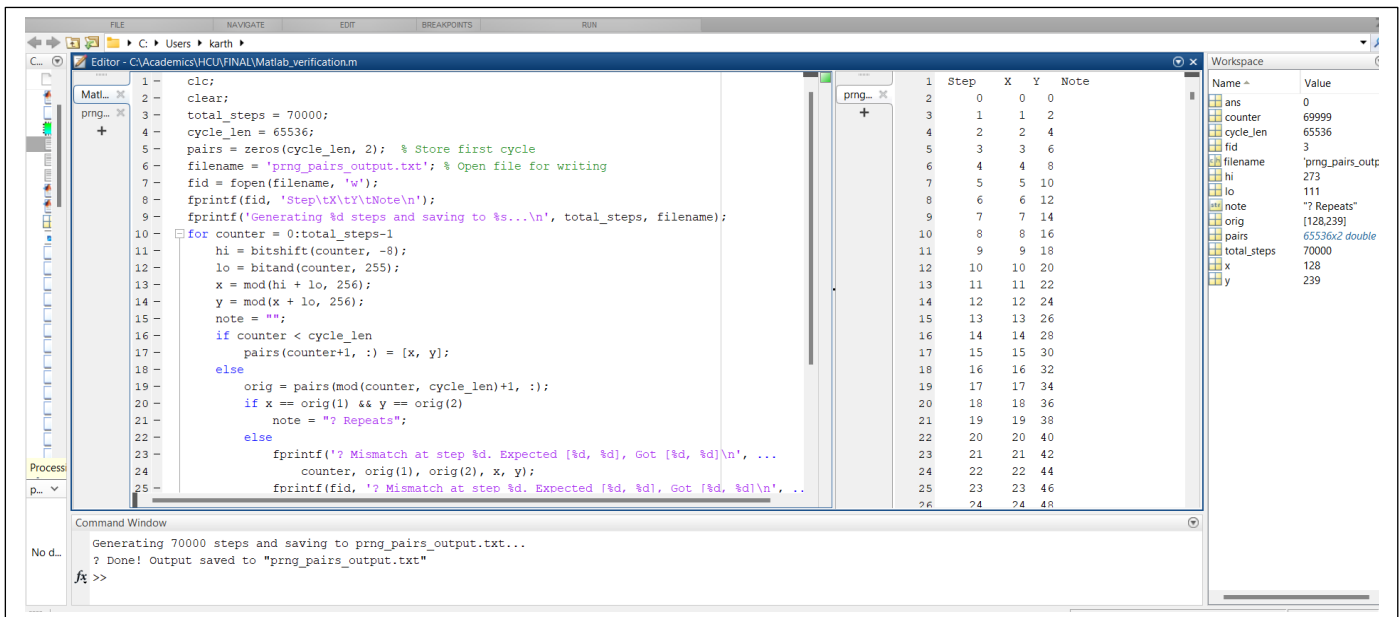 FILE NAVIGATE EDIT BREAKPOINTS RUN
C: Users karth
C...
Editor - C:\Academics\HCU\FINAL\Matlab_verification.m
Matl...
prng...
+
1 clc;
2 clear;
3 total_steps = 70000;
4 cycle_len = 65536;
5 pairs = zeros(cycle_len, 2);  % Store first cycle
6 filename = 'prng_pairs_output.txt'; % Open file for writing
7 fid = fopen(filename, 'w');
8 fprintf(fid, 'Step\tX\tY\tNote\n');
9 fprintf('Generating %d steps and saving to %s...\n', total_steps, filename);
10 for counter = 0:total_steps-1
11 hi = bitshift(counter, -8);
12 lo = bitand(counter, 255);
13 x = mod(hi + lo, 256);
14 y = mod(x + lo, 256);
15 note = "";
16 if counter < cycle_len
17 pairs(counter+1, :) = [x, y];
18 else
19 orig = pairs(mod(counter, cycle_len)+1, :);
20 if x == orig(1) && y == orig(2)
21 note = "? Repeats";
22 else
23 fprintf('? Mismatch at step %d. Expected [%d, %d], Got [%d, %d]\n', ...
24 counter, orig(1), orig(2), x, y);
25 fprintf(fid, '? Mismatch at step %d. Expected [%d, %d], Got [%d, %d]\n', ..
prng...
+
1 Step X Y Note
2 0 0 0
3 1 1 2
4 2 2 4
5 3 3 6
6 4 4 8
7 5 5 10
8 6 6 12
9 7 7 14
10 8 8 16
11 9 9 18
12 10 10 20
13 11 11 22
14 12 12 24
15 13 13 26
16 14 14 28
17 15 15 30
18 16 16 32
19 17 17 34
20 18 18 36
21 19 19 38
22 20 20 40
23 21 21 42
24 22 22 44
25 23 23 46
26 24 24 48
Workspace
Name Value
ans 0
counter 69999
cycle_len 65536
fid 3
filename 'prng_pairs_outp
hi 273
lo 111
note "? Repeats"
orig [128,239]
pairs 65536x2 double
total_steps 70000
x 128
y 239
Process
p...
No d...
Command Window
Generating 70000 steps and saving to prng_pairs_output.txt...
? Done! Output saved to "prng_pairs_output.txt"
fx >>